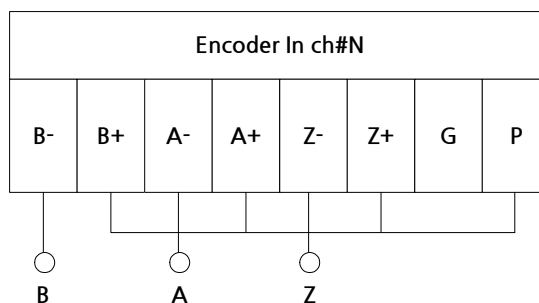 Encoder In ch#N
B- B+ A- A+ Z- Z+ G P
B A Z